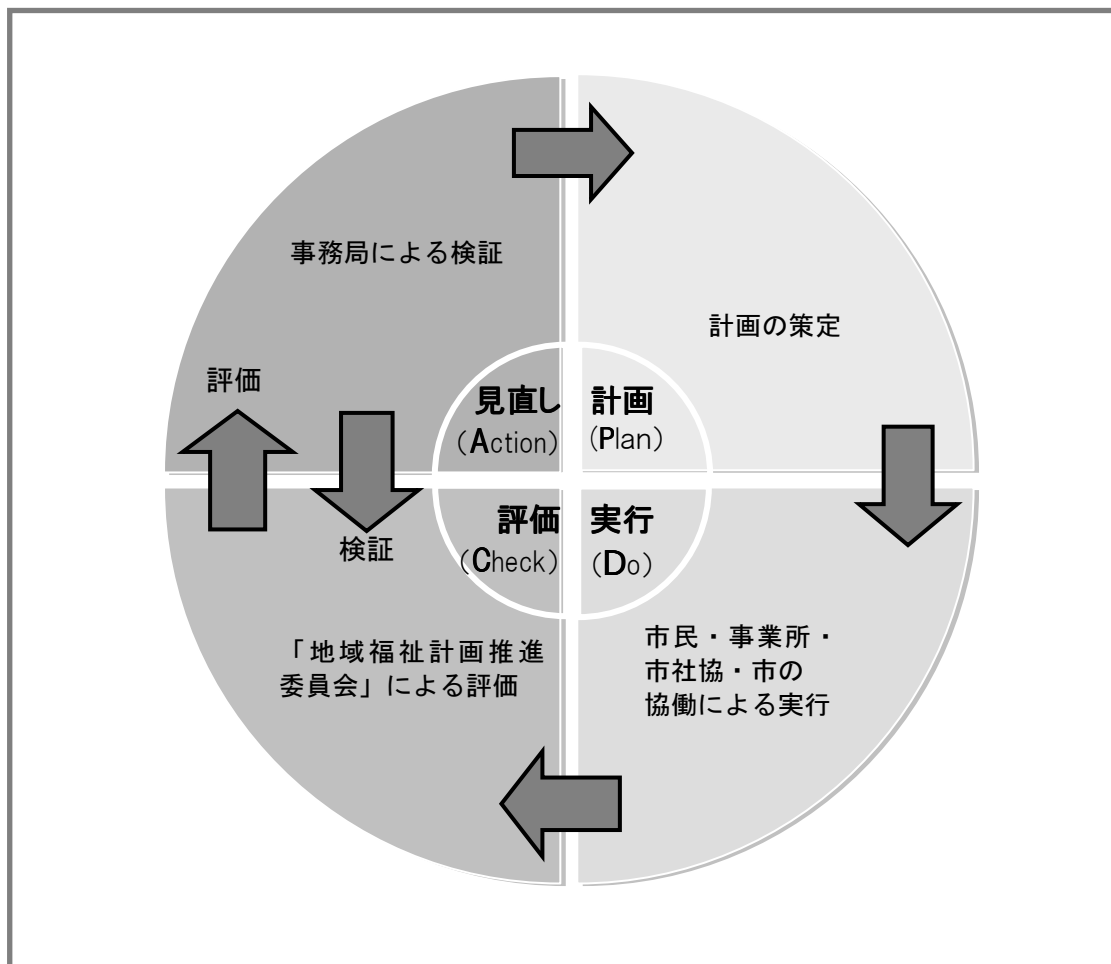 事務局による検証
計画の策定
評価
検証
見直し
(Action)
計画
(Plan)
評価
(Check)
実行
(Do)
「地域福祉計画推進
委員会」による評価
市民・事業所・
市社協・市の
協働による実行